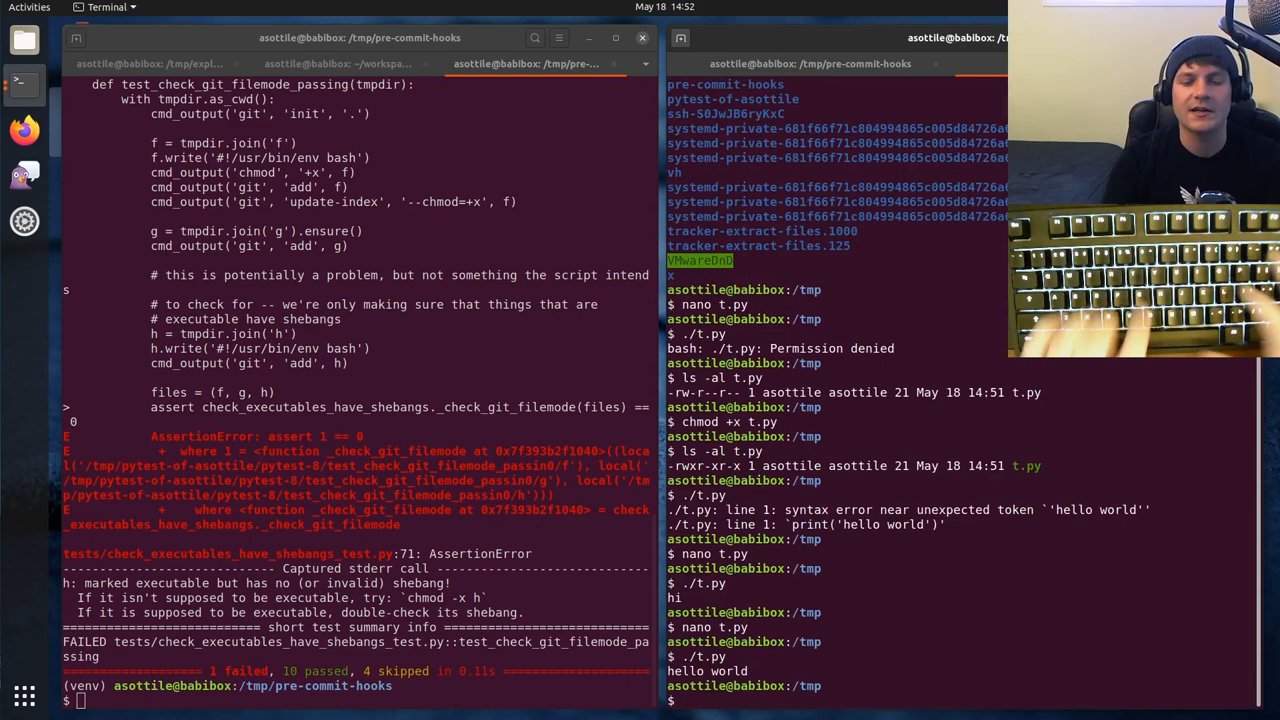 Activities
Terminal
May 18 14:52
asottile@babibox: /tmp/pre-commit-hooks
asottile@babibox: /tmp/expl...
asottile@babibox: ~/workspa...
asottile@babibox: /tmp/pre-...
def test_check_git_filemode_passing(tmpdir):
with tmpdir.as_cwd():
cmd_output('git', 'init', '.')
f = tmpdir.join('f')
f.write('#!/usr/bin/env bash')
cmd_output('chmod', '+x', f)
cmd_output('git', 'add', f)
cmd_output('git', 'update-index', '--chmod=+x', f)
g = tmpdir.join('g').ensure()
cmd_output('git', 'add', g)
# this is potentially a problem, but not something the script intend
s
# to check for -- we're only making sure that things that are
# executable have shebangs
h = tmpdir.join('h')
h.write('#!/usr/bin/env bash')
cmd_output('git', 'add', h)
files = (f, g, h)
> assert check_executables_have_shebangs._check_git_filemode(files) ==
0
E AssertionError: assert 1 == 0
E + where 1 = <function _check_git_filemode at 0x7f393b2f1040>((loca
l('/tmp/pytest-of-asottile/pytest-8/test_check_git_filemode_passin0/f'), local('
/tmp/pytest-of-asottile/pytest-8/test_check_git_filemode_passin0/g'), local('/tm
p/pytest-of-asottile/pytest-8/test_check_git_filemode_passin0/h')))
E + where <function _check_git_filemode at 0x7f393b2f1040> = check
_executables_have_shebangs._check_git_filemode
tests/check_executables_have_shebangs_test.py:71: AssertionError
----------------------------- Captured stderr call -----------------------------
h: marked executable but has no (or invalid) shebang!
If it isn't supposed to be executable, try: `chmod -x h`
If it is supposed to be executable, double-check its shebang.
=========================== short test summary info ============================
FAILED tests/check_executables_have_shebangs_test.py::test_check_git_filemode_pa
ssing
=================== 1 failed, 10 passed, 4 skipped in 0.11s ====================
(venv) asottile@babibox:/tmp/pre-commit-hooks
$
asottile@babibox: /tmp
asottile@babibox: /tmp/pre-commit-hooks
pre-commit-hooks
pytest-of-asottile
ssh-S0JwJB6ryKxC
systemd-private-681f66f71c804994865c005d84726a6
systemd-private-681f66f71c804994865c005d84726a6
systemd-private-681f66f71c804994865c005d84726a6
vh
systemd-private-681f66f71c804994865c005d84726a6
systemd-private-681f66f71c804994865c005d84726a6
systemd-private-681f66f71c804994865c005d84726a6
tracker-extract-files.1000
tracker-extract-files.125
VMwareDnD
x
asottile@babibox:/tmp
$ nano t.py
asottile@babibox:/tmp
$ ./t.py
bash: ./t.py: Permission denied
asottile@babibox:/tmp
$ ls -al t.py
-rw-r--r-- 1 asottile asottile 21 May 18 14:51 t.py
asottile@babibox:/tmp
$ chmod +x t.py
asottile@babibox:/tmp
$ ls -al t.py
-rwxr-xr-x 1 asottile asottile 21 May 18 14:51 t.py
asottile@babibox:/tmp
$ ./t.py
./t.py: line 1: syntax error near unexpected token `'hello world''
./t.py: line 1: `print('hello world')'
asottile@babibox:/tmp
$ nano t.py
asottile@babibox:/tmp
$ ./t.py
hi
asottile@babibox:/tmp
$ nano t.py
asottile@babibox:/tmp
$ ./t.py
hello world
asottile@babibox:/tmp
$